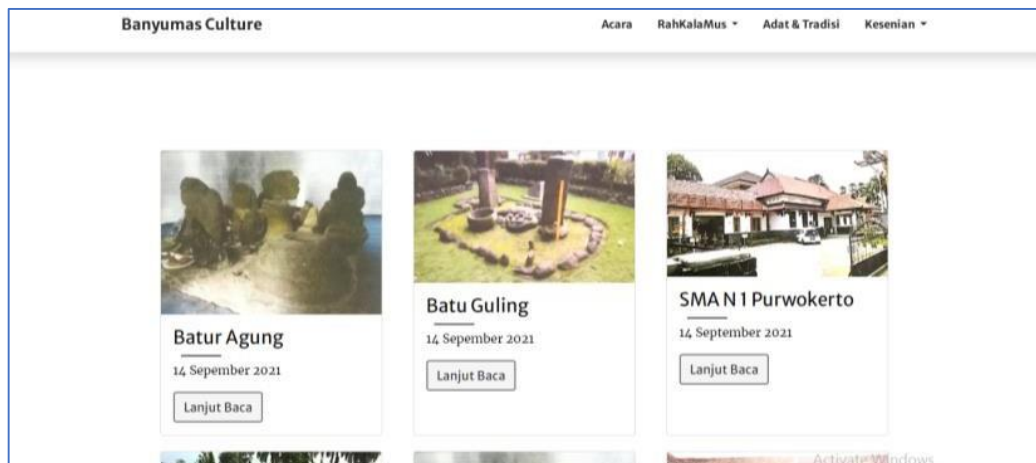 Banyumas Culture
Acara RahKalaMus Adat & Tradisi Kesenian
Batur Agung
14 Sepember 2021
Lanjut Baca
Batu Guling
14 Sepember 2021
Lanjut Baca
SMA N 1 Purwokerto
14 September 2021
Lanjut Baca
Activate Windows